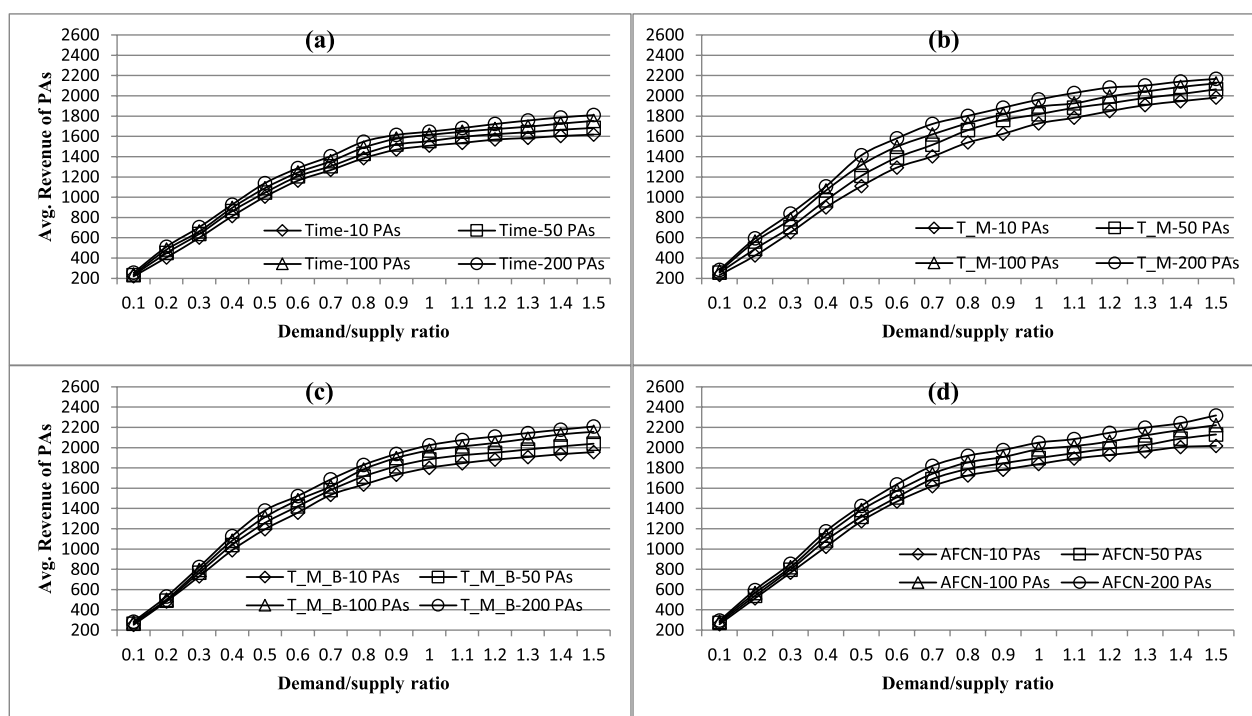 (a)
Avg. Revenue of PAs
2600
2400
2200
2000
1800
1600
1400
1200
1000
800
600
400
200
Time-10 PAs
Time-50 PAs
Time-100 PAs
Time-200 PAs
0.1 0.2 0.3 0.4 0.5 0.6 0.7 0.8 0.9 1 1.1 1.2 1.3 1.4 1.5
Demand/supply ratio
(b)
2600
2400
2200
2000
1800
1600
1400
1200
1000
800
600
400
200
T_M-10 PAs
T_M-50 PAs
T_M-100 PAs
T_M-200 PAs
0.1 0.2 0.3 0.4 0.5 0.6 0.7 0.8 0.9 1 1.1 1.2 1.3 1.4 1.5
Demand/supply ratio
(c)
Avg. Revenue of PAs
2600
2400
2200
2000
1800
1600
1400
1200
1000
800
600
400
200
T_M_B-10 PAs
T_M_B-50 PAs
T_M_B-100 PAs
T_M_B-200 PAs
0.1 0.2 0.3 0.4 0.5 0.6 0.7 0.8 0.9 1 1.1 1.2 1.3 1.4 1.5
Demand/supply ratio
(d)
2600
2400
2200
2000
1800
1600
1400
1200
1000
800
600
400
200
AFCN-10 PAs
AFCN-50 PAs
AFCN-100 PAs
AFCN-200 PAs
0.1 0.2 0.3 0.4 0.5 0.6 0.7 0.8 0.9 1 1.1 1.2 1.3 1.4 1.5
Demand/supply ratio